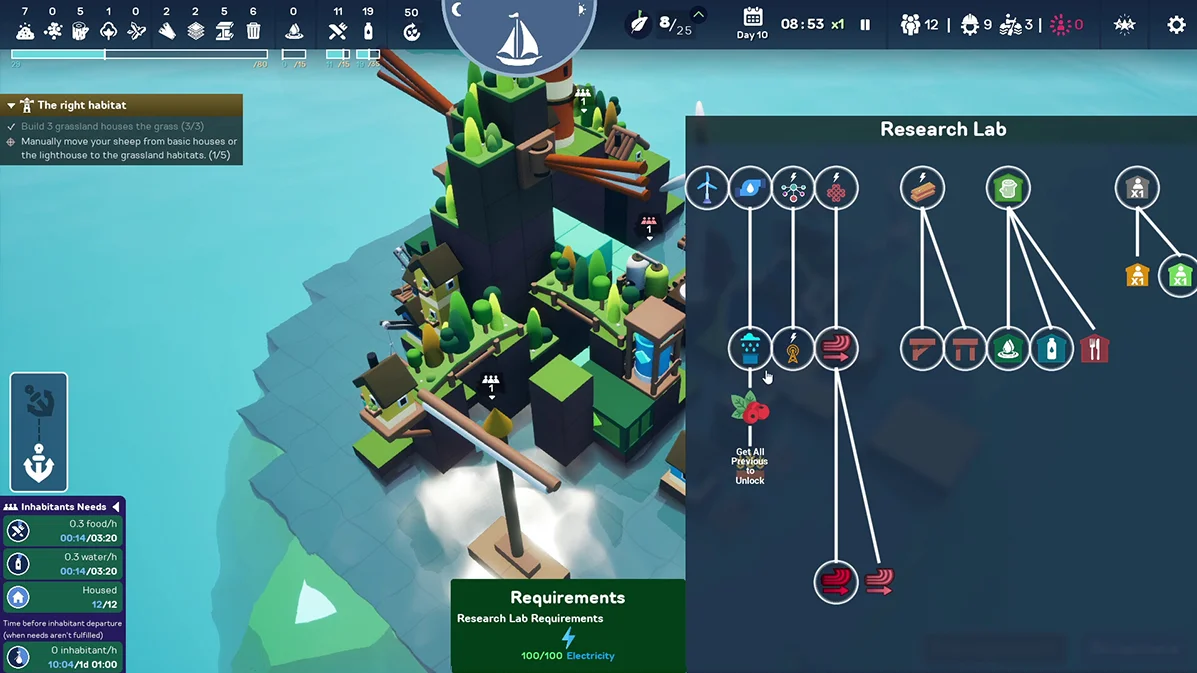 7 0 5 1 0 2 2 5 6 0 11 19 50
/80 0 /15 11 /15 19 /35
8/25
Day 10
08:53 x1
12 | 9 3 | 0
The right habitat
Build 3 grassland houses the grass (3/3)
Manually move your sheep from basic houses or
the lighthouse to the grassland habitats. (1/5)
1
1
1
Research Lab
X1
X1
X1
Get All
Previous
to
Unlock
Inhabitants Needs
0.3 food/h
00:14/03:20
0.3 water/h
00:14/03:20
Housed
12/12
Time before inhabitant departure
(when needs aren't fulfilled)
0 inhabitant/h
10:04/1d 01:00
Requirements
Research Lab Requirements
100/100 Electricity